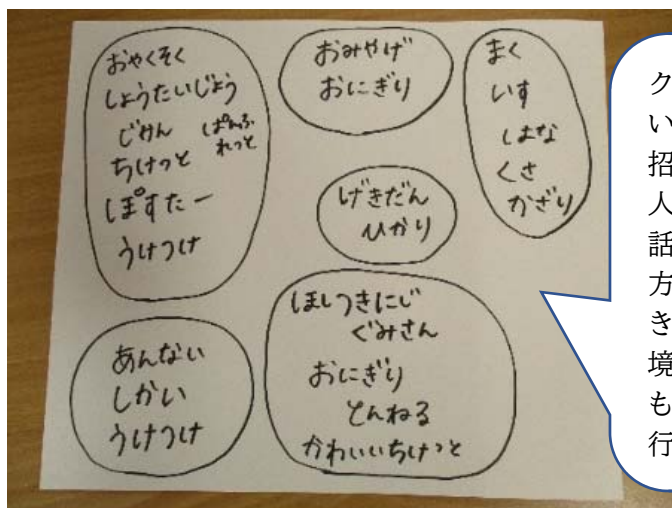 おやくそく
しょうたいじょう
ぱんふ
れっと
ちけっと
ぽすたー
うけつけ
おみやげ
おにぎり
まく
いす
くさ
かざり
げきだん
ひかり
あんない
しかい
うけつけ
ほしつきにじ
ぐみさん
おにぎり
とんねる
かわいいちけっと
ク
い
招
人
話
方
き
境
も
行